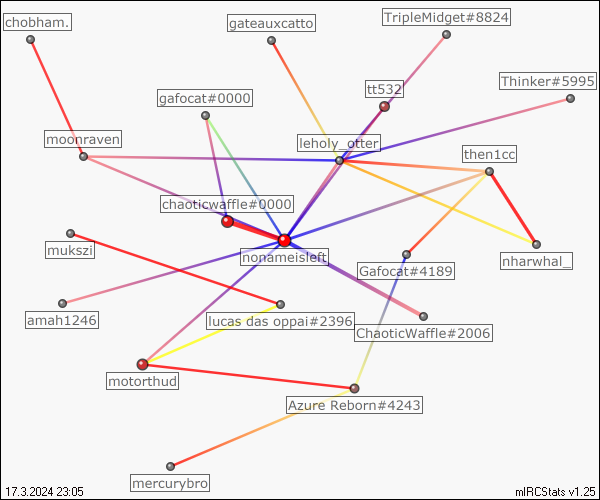 chobham.
gateauxcatto
TripleMidget#8824
Thinker#5995
tt532
gafocat#0000
moonraven
leholy_otter
then1cc
chaoticwaffle#0000
mukszi
nonameisleft
Gafocat#4189
nharwhal_
amah1246
lucas das oppai#2396
ChaoticWaffle#2006
motorthud
Azure Reborn#4243
mercurybro
17.3.2024 23:05
mIRCStats v1.25